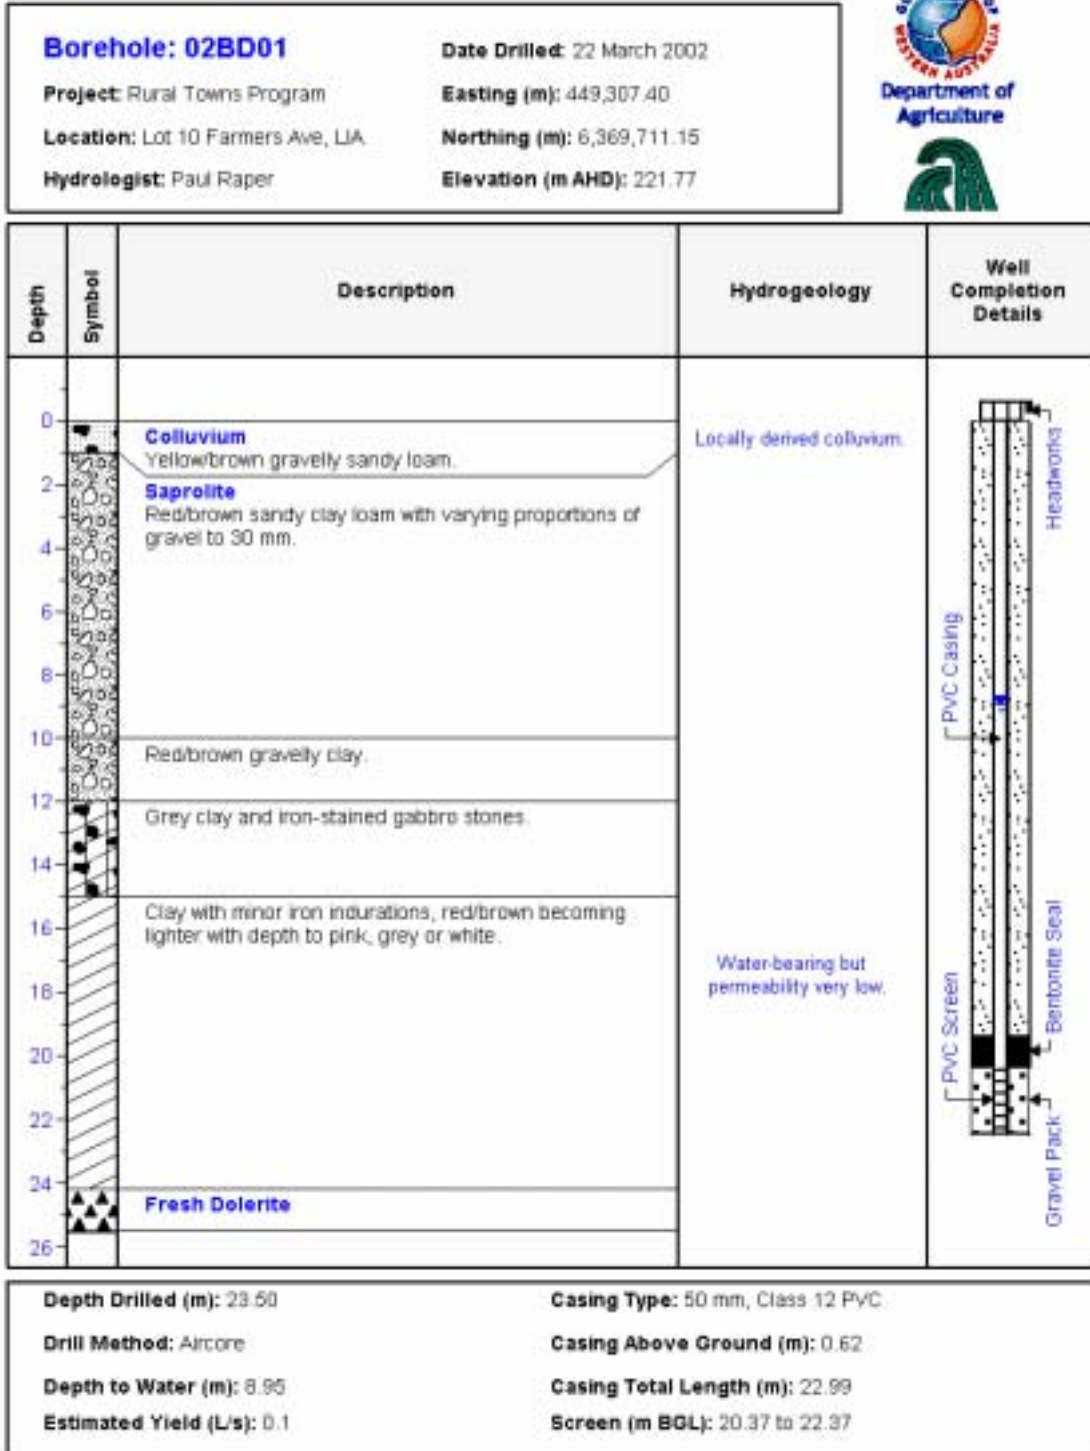 Borehole: 02BD01
Project: Rural Towns Program
Location: Lot 10 Farmers Ave, LIA
Hydrologist: Paul Raper
Date Drilled: 22 March 2002
Easting (m): 449,307.40
Northing (m): 6,369,711.15
Elevation (m AHD): 221.77
WESTERN AUSTRALIA
Department of
Agriculture
Depth
Symbol
Description
Hydrogeology
Well
Completion
Details
0
2
4
6
8
10
12
14
16
18
20
22
24
26
Colluvium
Yellow/brown gravelly sandy loam.
Saprolite
Red/brown sandy clay loam with varying proportions of
gravel to 30 mm.
Red/brown gravelly clay.
Grey clay and iron-stained gabbro stones.
Clay with minor iron indurations, red/brown becoming
lighter with depth to pink, grey or white.
Fresh Dolerite
Locally derived colluvium.
Water-bearing but
permeability very low.
Headworks
PVC Casing
Bentonite Seal
PVC Screen
Gravel Pack
Depth Drilled (m): 23.50
Drill Method: Aircore
Depth to Water (m): 8.95
Estimated Yield (L/s): 0.1
Casing Type: 50 mm, Class 12 PVC
Casing Above Ground (m): 0.62
Casing Total Length (m): 22.99
Screen (m BGL): 20.37 to 22.37